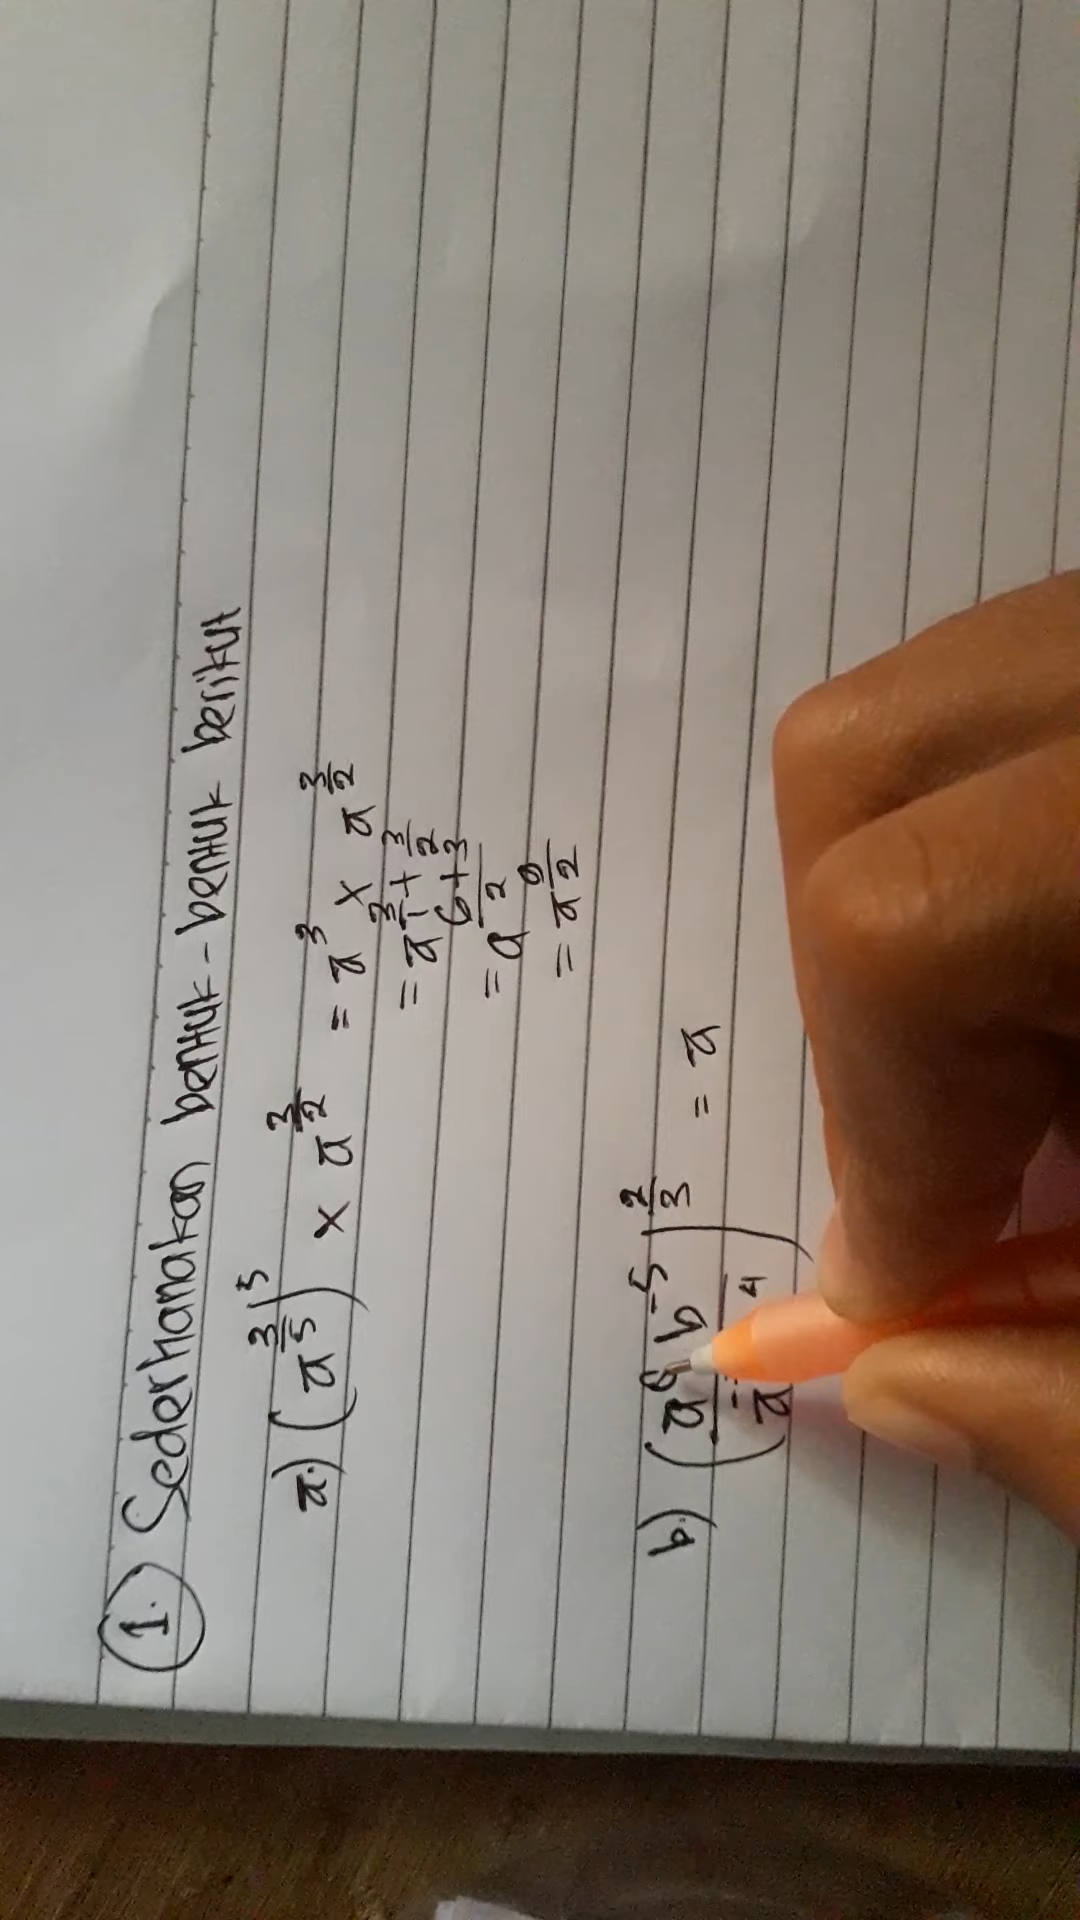 1. Sederhanakan bentuk-bentuk berikut
a.) (a^(3/5))^5 × a^(3/2) = a^3 × a^(3/2)
= a^(3/1 + 3/2)
= a^((6+3)/2)
= a^(9/2)
b.) (a^6 b^-5 / a 4)^(2/3) = a